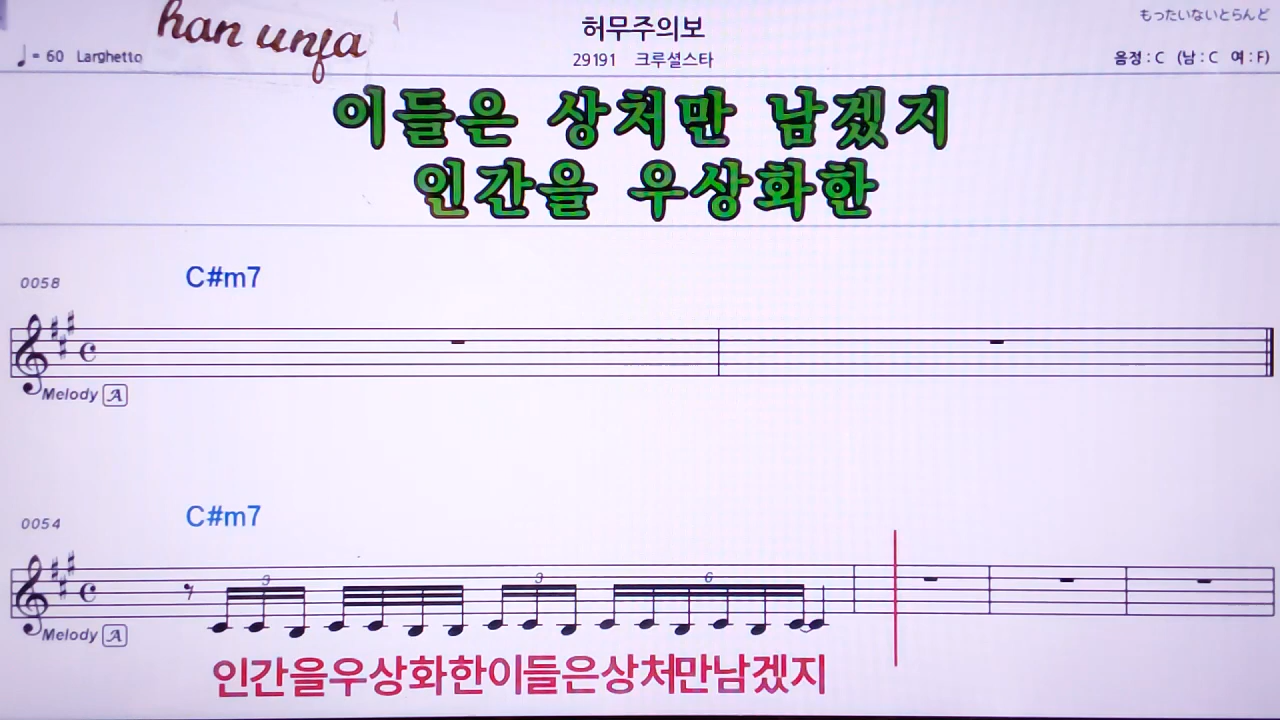 han unfa
허무주의보
もったいないとらんど
♩= 60 Larghetto
29191 크루셜스타
음정 : C (남 : C 여 : F)
이들은 상처만 남겠지
인간을 우상화한
0058
C#m7
Melody A
0054
C#m7
3 3 6
Melody A
인간을우상화한이들은상처만남겠지